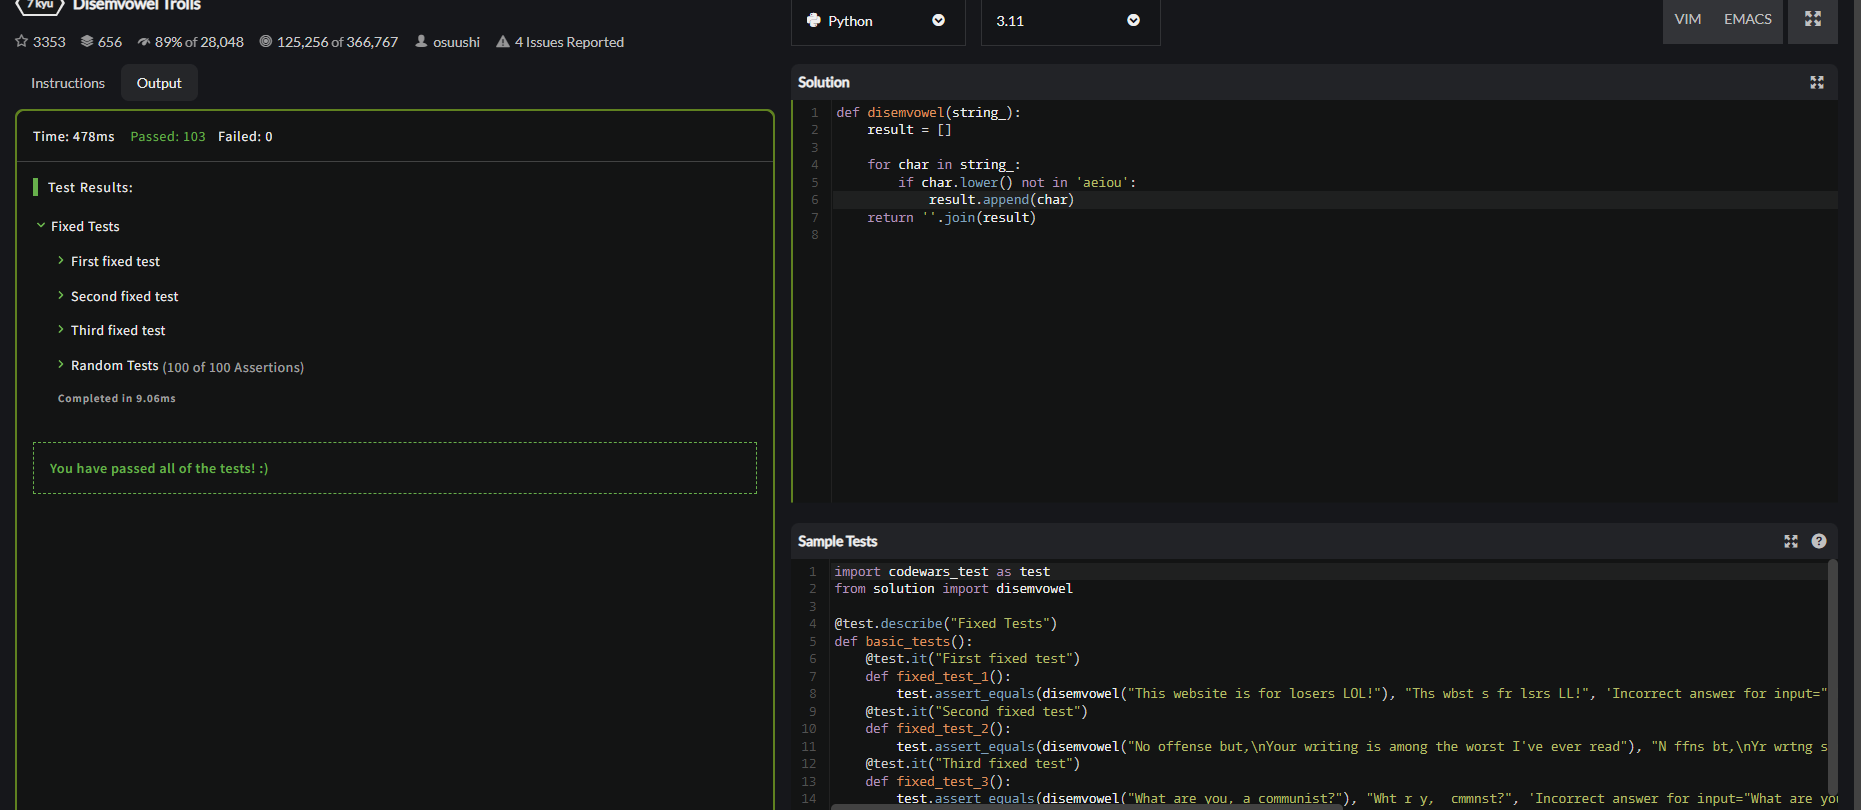 7 kyu Disemvowel Trolls
3353 656 89% of 28,048 125,256 of 366,767 osuushi 4 Issues Reported
Instructions Output
Time: 478ms Passed: 103 Failed: 0
Test Results:
Fixed Tests
First fixed test
Second fixed test
Third fixed test
Random Tests (100 of 100 Assertions)
Completed in 9.06ms
You have passed all of the tests! :)
Python 3.11 VIM EMACS
Solution
1 def disemvowel(string_):
2     result = []
3
4     for char in string_:
5         if char.lower() not in 'aeiou':
6             result.append(char)
7     return ''.join(result)
8
Sample Tests
1 import codewars_test as test
2 from solution import disemvowel
3
4 @test.describe("Fixed Tests")
5 def basic_tests():
6     @test.it("First fixed test")
7     def fixed_test_1():
8         test.assert_equals(disemvowel("This website is for losers LOL!"), "Ths wbst s fr lsrs LL!", 'Incorrect answer for input="
9     @test.it("Second fixed test")
10     def fixed_test_2():
11         test.assert_equals(disemvowel("No offense but,\nYour writing is among the worst I've ever read"), "N ffns bt,\nYr wrtng s
12     @test.it("Third fixed test")
13     def fixed_test_3():
14         test.assert_equals(disemvowel("What are you, a communist?"), "Wht r y,  cmmnst?", 'Incorrect answer for input="What are yo